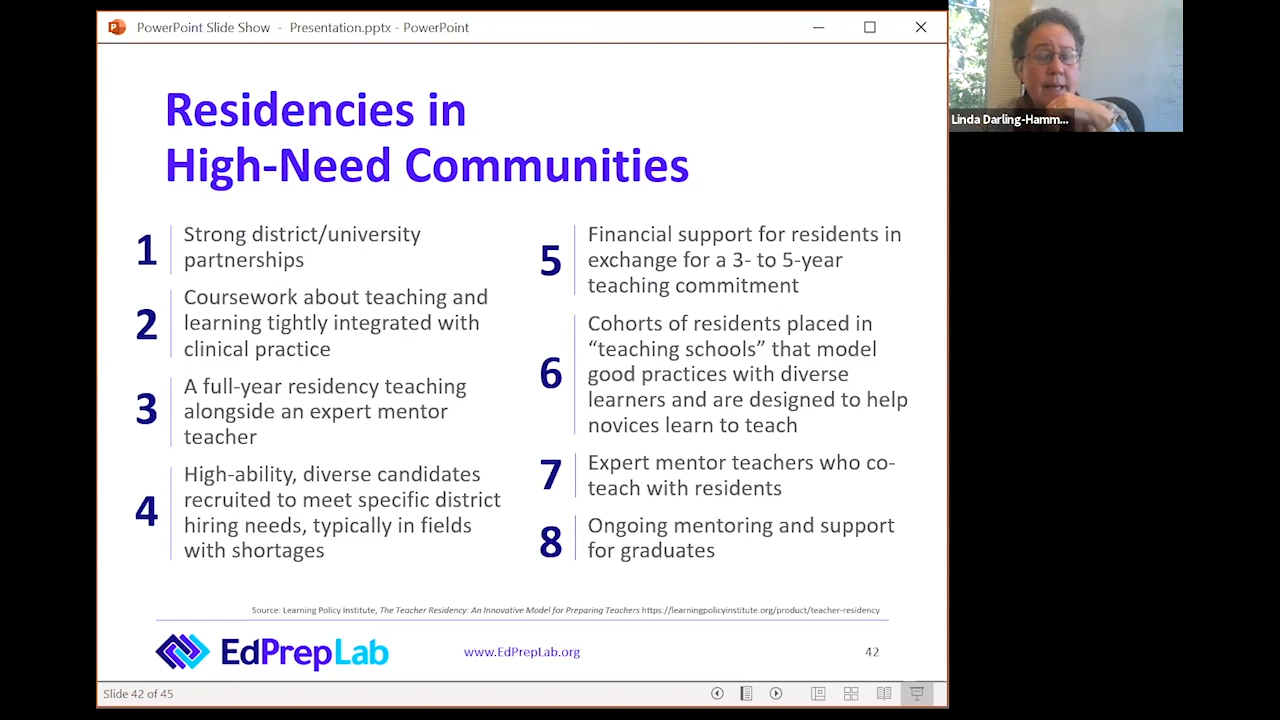 PowerPoint Slide Show - Presentation.pptx - PowerPoint
Linda Darling-Hamm...
Residencies in
High-Need Communities
1
Strong district/university
partnerships
2
Coursework about teaching and
learning tightly integrated with
clinical practice
3
A full-year residency teaching
alongside an expert mentor
teacher
4
High-ability, diverse candidates
recruited to meet specific district
hiring needs, typically in fields
with shortages
5
Financial support for residents in
exchange for a 3- to 5-year
teaching commitment
6
Cohorts of residents placed in
“teaching schools” that model
good practices with diverse
learners and are designed to help
novices learn to teach
7
Expert mentor teachers who co-
teach with residents
8
Ongoing mentoring and support
for graduates
Source: Learning Policy Institute, The Teacher Residency: An Innovative Model for Preparing Teachers https://learningpolicyinstitute.org/product/teacher-residency
EdPrepLab
www.EdPrepLab.org
42
Slide 42 of 45